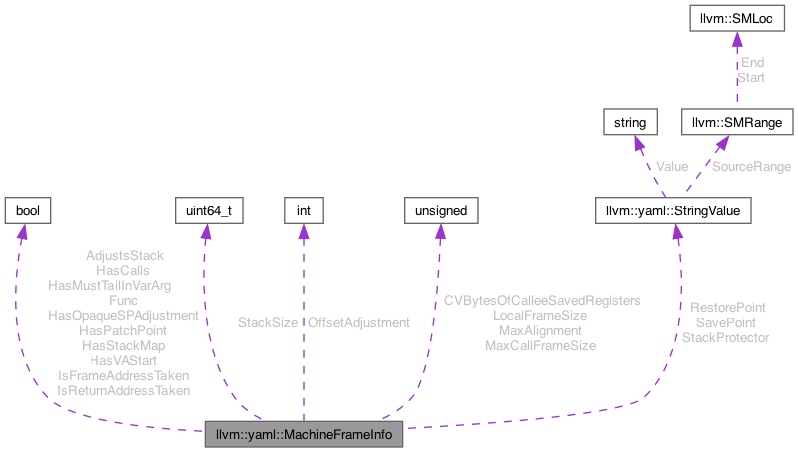 llvm::SMLoc
End
Start
string
llvm::SMRange
Value
SourceRange
bool
uint64_t
int
unsigned
llvm::yaml::StringValue
AdjustsStack
HasCalls
HasMustTailInVarArg
Func
HasOpaqueSPAdjustment
HasPatchPoint
HasStackMap
HasVAStart
IsFrameAddressTaken
IsReturnAddressTaken
StackSize
OffsetAdjustment
CVBytesOfCalleeSavedRegisters
LocalFrameSize
MaxAlignment
MaxCallFrameSize
RestorePoint
SavePoint
StackProtector
llvm::yaml::MachineFrameInfo